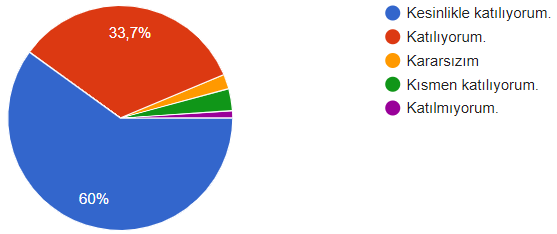 33,7%
60%
Kesinlikle katılıyorum.
Katılıyorum.
Kararsızım
Kısmen katılıyorum.
Katılmıyorum.